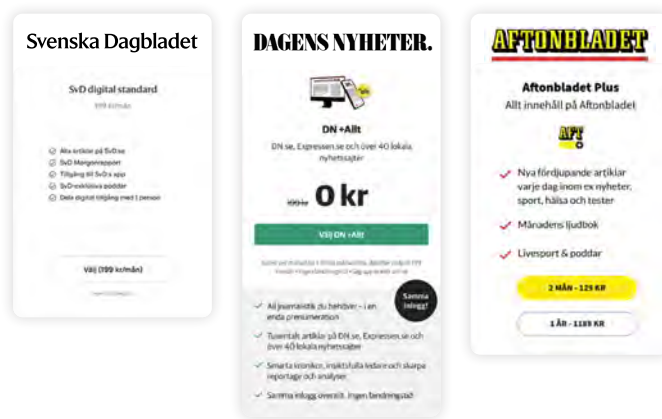 Svenska Dagbladet
SvD digital standard
199 kr/mån
Alla artiklar på SvD.se
SvD Morgonrapport
Tillgång till SvD:s app
SvD-exklusiva poddar
Dela digital tillgång med 1 person
Välj (199 kr/mån)
DAGENS NYHETER.
DN +Allt
DN.se, Expressen.se och över 40 lokala
nyhetssajter
199 kr 0 kr
Välj DN +Allt
Samma
inlogg!
All journalistik du behöver – i en
enda prenumeration
Tusentals artiklar på DN.se, Expressen.se och
över 40 lokala nyhetssajter
Smarta krönikor, insiktsfulla ledare och skarpa
reportage och analyser
Samma inlogg överallt. Ingen bindningstid
AFTONBLADET
Aftonbladet Plus
Allt innehåll på Aftonbladet
AFT
Nya fördjupande artiklar
varje dag inom ex nyheter,
sport, hälsa och tester
Månadens ljudbok
Livesport & poddar
2 MÅN - 129 KR
1 ÅR - 1189 KR